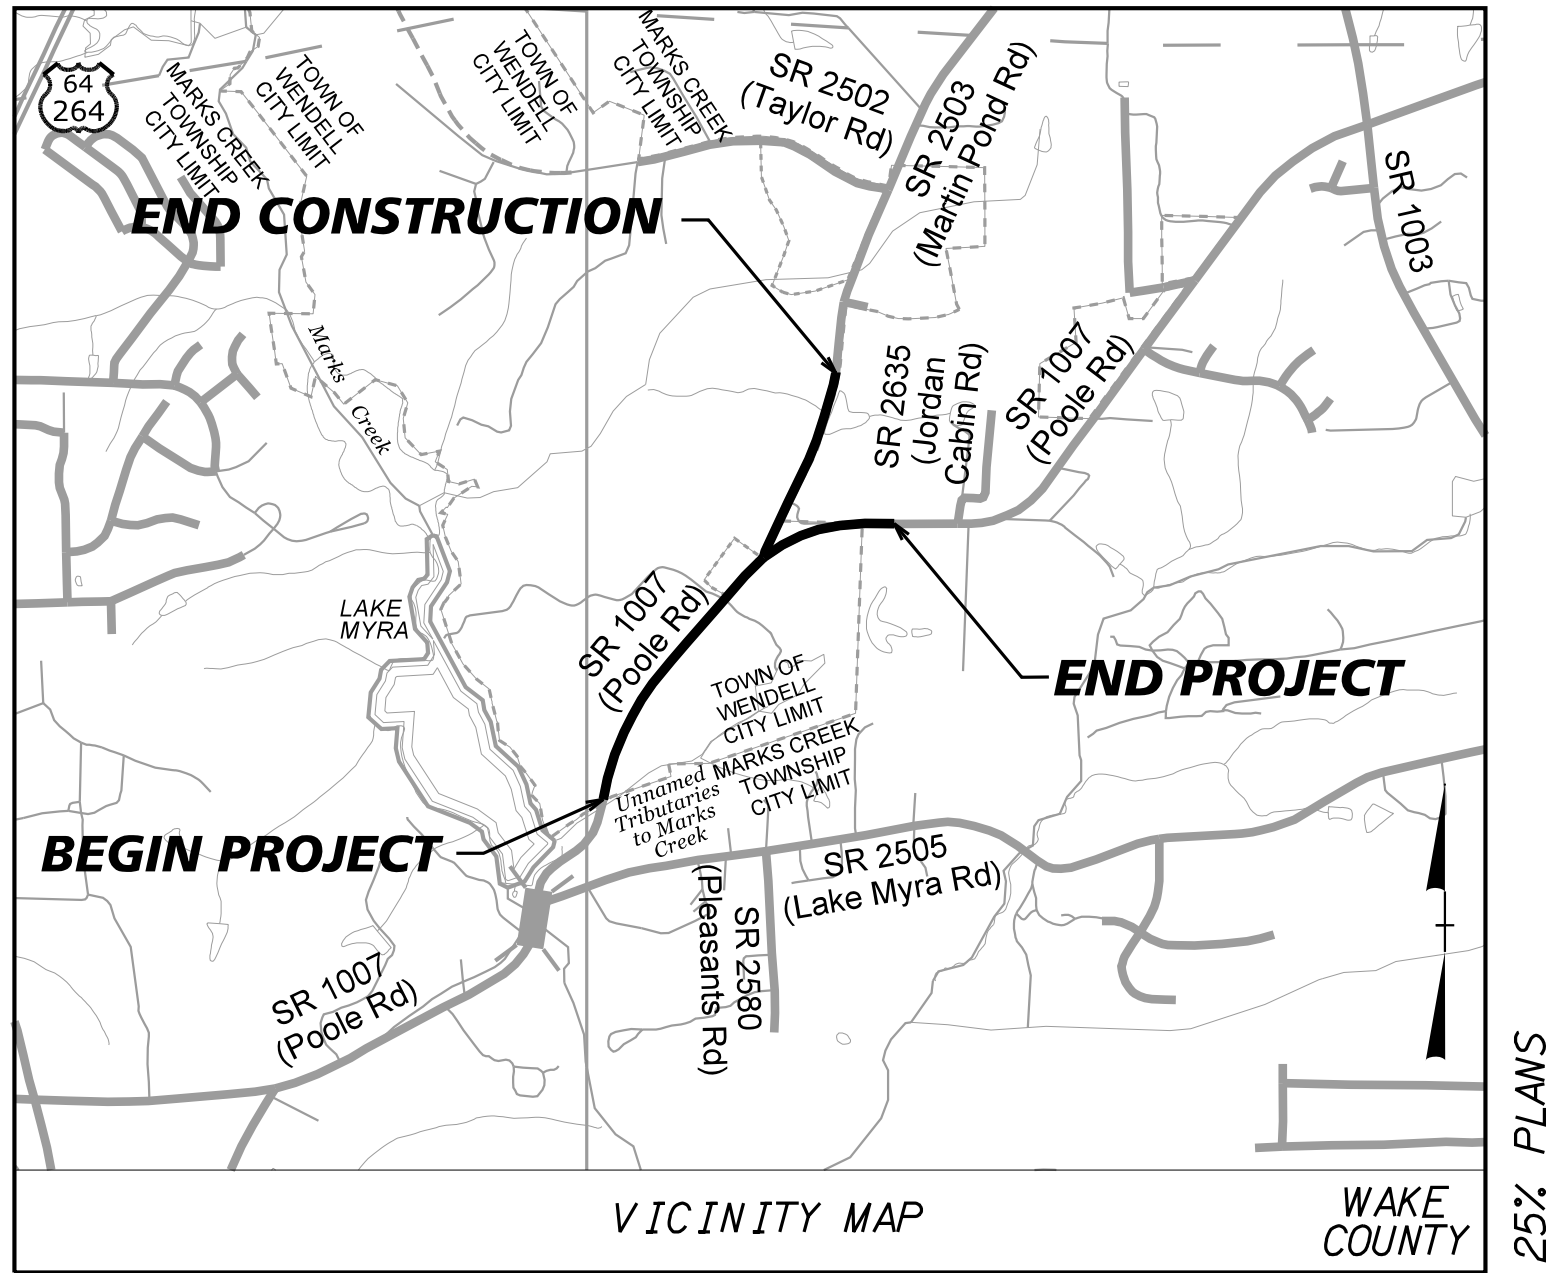 64
264
MARKS CREEK
TOWNSHIP
CITY LIMIT
TOWN OF
WENDELL
CITY LIMIT
TOWN OF
WENDELL
CITY LIMIT
MARKS CREEK
TOWNSHIP
CITY LIMIT
SR 2502
(Taylor Rd)
SR 2503
(Martin Pond Rd)
SR 1003
END CONSTRUCTION
Marks
Creek
SR 2635
(Jordan
Cabin Rd)
SR 1007
(Poole Rd)
LAKE
MYRA
SR 1007
(Poole Rd)
END PROJECT
TOWN OF
WENDELL
CITY LIMIT
MARKS CREEK
TOWNSHIP
CITY LIMIT
Unnamed
Tributaries
to Marks
Creek
BEGIN PROJECT
SR 2505
(Lake Myra Rd)
SR 2580
(Pleasants Rd)
SR 1007
(Poole Rd)
VICINITY MAP
WAKE
COUNTY
25% PLANS